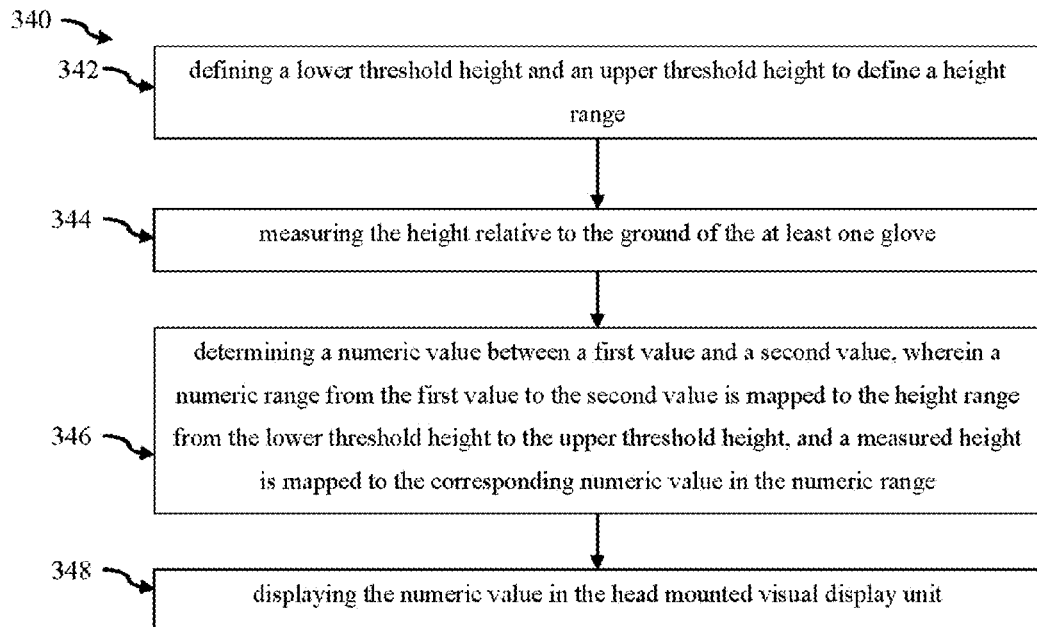 340
342
defining a lower threshold height and an upper threshold height to define a height
range
344
measuring the height relative to the ground of the at least one glove
determining a numeric value between a first value and a second value, wherein a
numeric range from the first value to the second value is mapped to the height range
346
from the lower threshold height to the upper threshold height, and a measured height
is mapped to the corresponding numeric value in the numeric range
348
displaying the numeric value in the head mounted visual display unit